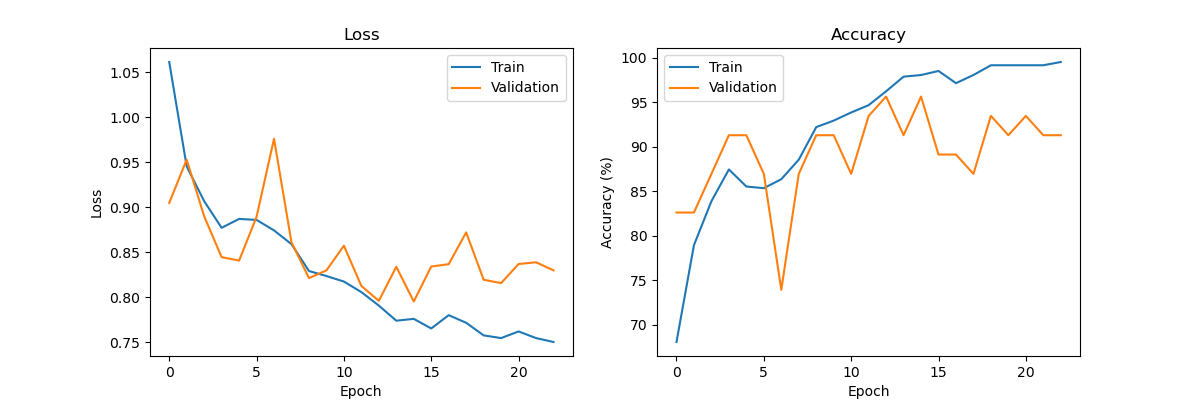 Loss
Train
Validation
1.05
1.00
0.95
0.90
0.85
0.80
0.75
Loss
0 5 10 15 20
Epoch
Accuracy
Train
Validation
100
95
90
85
80
75
70
Accuracy (%)
0 5 10 15 20
Epoch